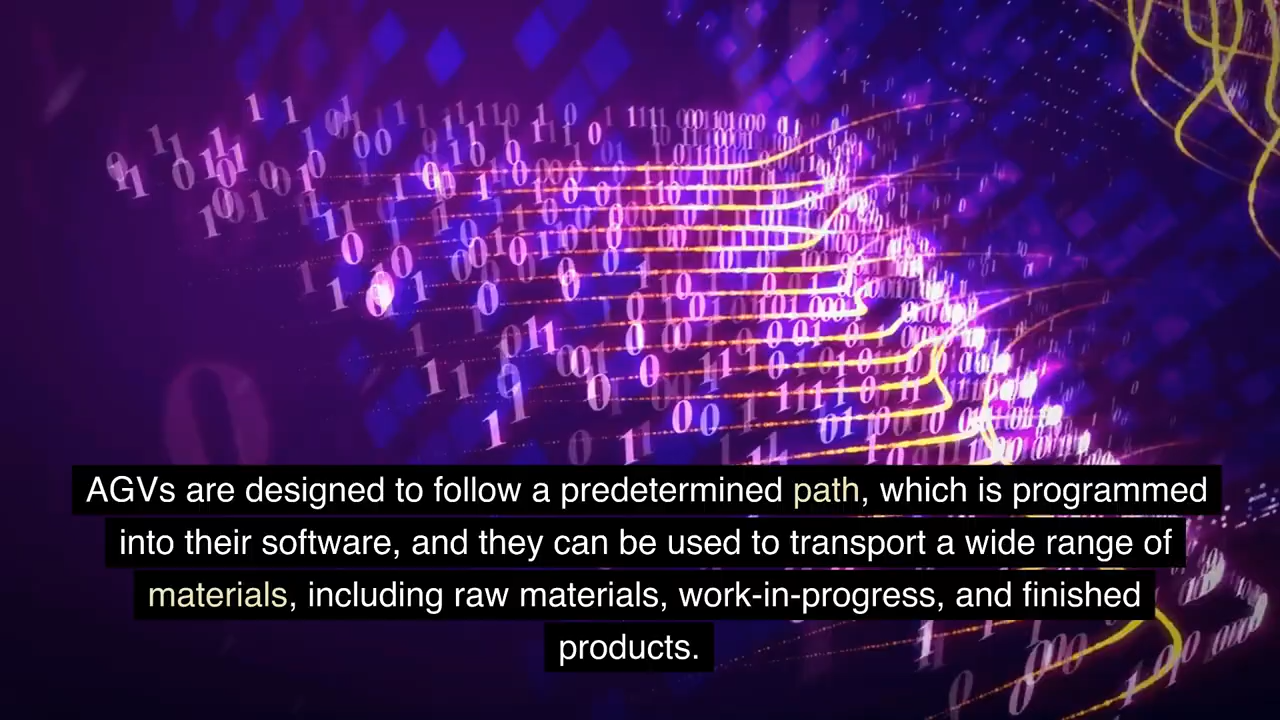 AGVs are designed to follow a predetermined path, which is programmed
into their software, and they can be used to transport a wide range of
materials, including raw materials, work-in-progress, and finished
products.